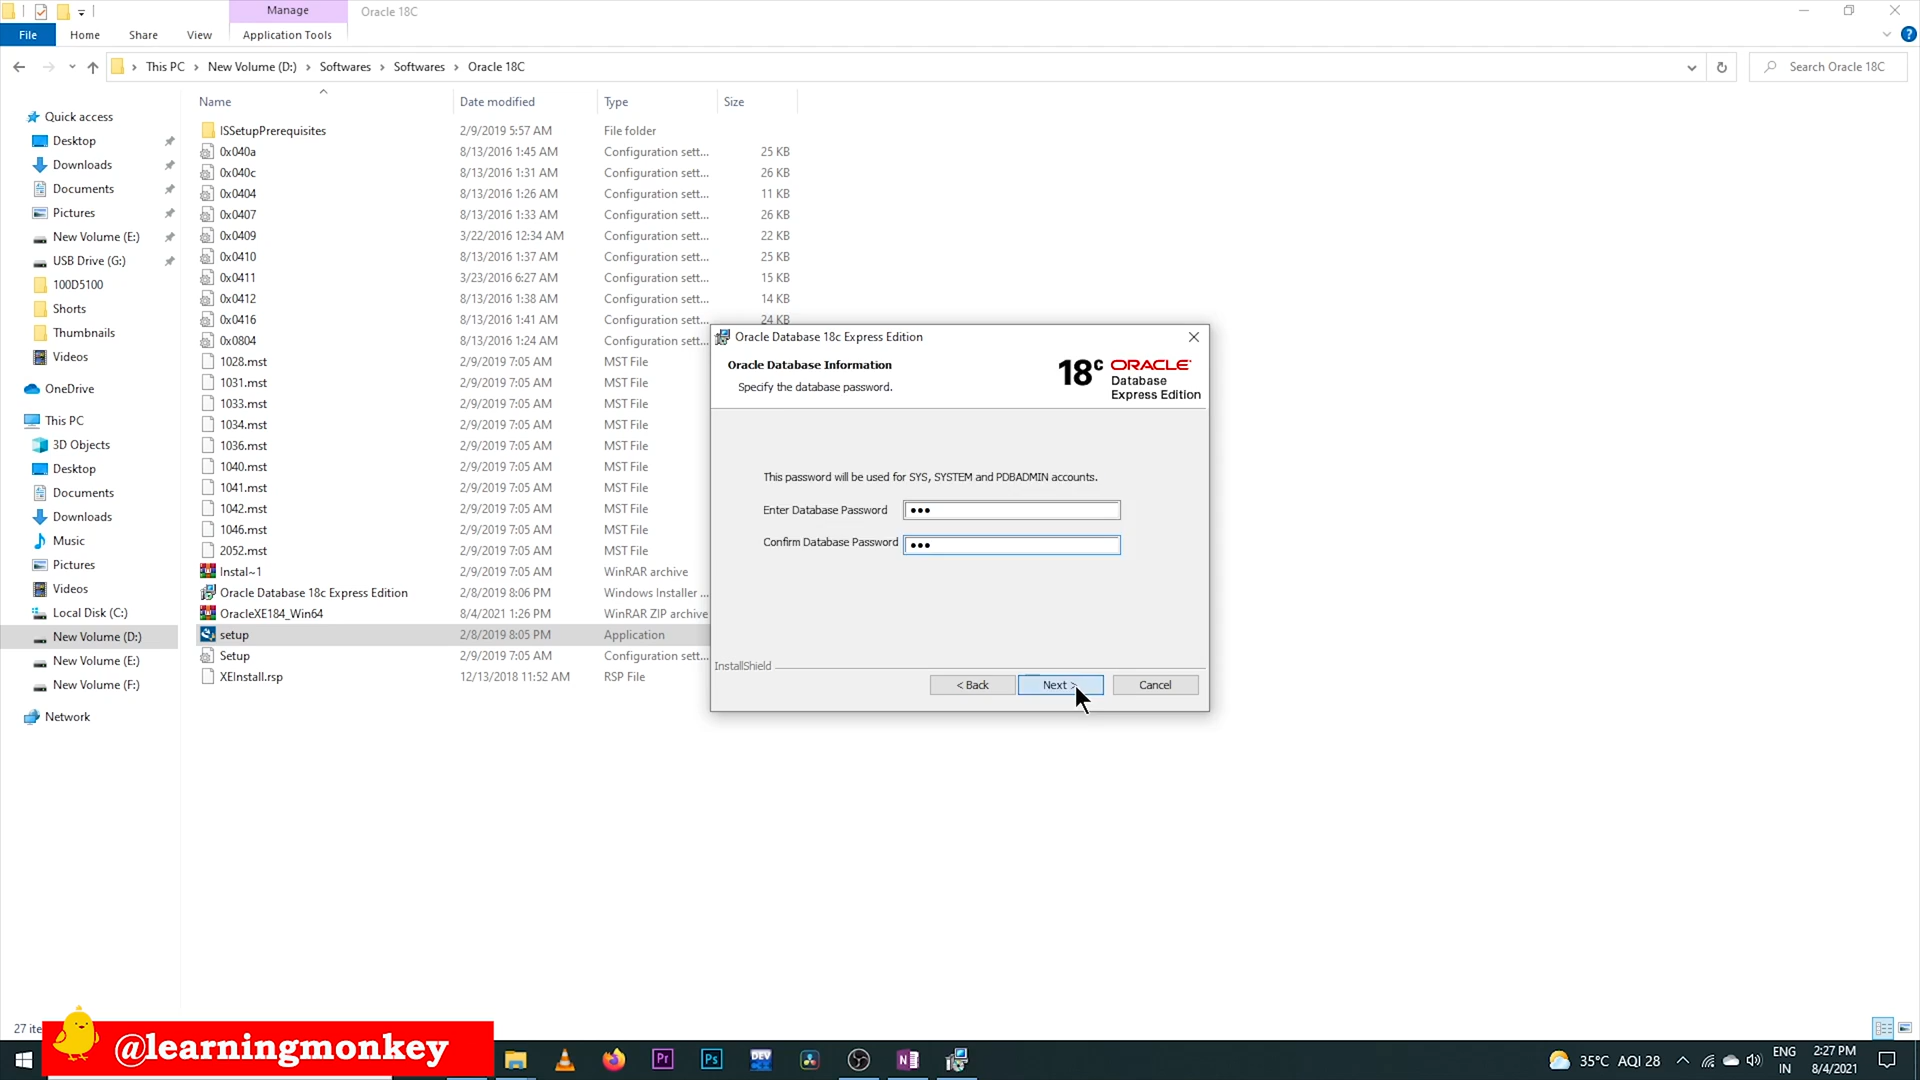 Manage
Oracle 18C
File
Home
Share
View
Application Tools
This PC > New Volume (D:) > Softwares > Softwares > Oracle 18C
Search Oracle 18C
Name
Date modified
Type
Size
Quick access
Desktop
Downloads
Documents
Pictures
New Volume (E:)
USB Drive (G:)
100D5100
Shorts
Thumbnails
Videos
OneDrive
This PC
3D Objects
Desktop
Documents
Downloads
Music
Pictures
Videos
Local Disk (C:)
New Volume (D:)
New Volume (E:)
New Volume (F:)
Network
ISSetupPrerequisites 2/9/2019 5:57 AM File folder
0x040a 8/13/2016 1:45 AM Configuration sett... 25 KB
0x040c 8/13/2016 1:31 AM Configuration sett... 26 KB
0x0404 8/13/2016 1:26 AM Configuration sett... 11 KB
0x0407 8/13/2016 1:33 AM Configuration sett... 26 KB
0x0409 3/22/2016 12:34 AM Configuration sett... 22 KB
0x0410 8/13/2016 1:37 AM Configuration sett... 25 KB
0x0411 3/23/2016 6:27 AM Configuration sett... 15 KB
0x0412 8/13/2016 1:38 AM Configuration sett... 14 KB
0x0416 8/13/2016 1:41 AM Configuration sett... 24 KB
0x0804 8/13/2016 1:24 AM Configuration sett...
1028.mst 2/9/2019 7:05 AM MST File
1031.mst 2/9/2019 7:05 AM MST File
1033.mst 2/9/2019 7:05 AM MST File
1034.mst 2/9/2019 7:05 AM MST File
1036.mst 2/9/2019 7:05 AM MST File
1040.mst 2/9/2019 7:05 AM MST File
1041.mst 2/9/2019 7:05 AM MST File
1042.mst 2/9/2019 7:05 AM MST File
1046.mst 2/9/2019 7:05 AM MST File
2052.mst 2/9/2019 7:05 AM MST File
Instal~1 2/9/2019 7:05 AM WinRAR archive
Oracle Database 18c Express Edition 2/8/2019 8:06 PM Windows Installer ...
OracleXE184_Win64 8/4/2021 1:26 PM WinRAR ZIP archive
setup 2/8/2019 8:05 PM Application
Setup 2/9/2019 7:05 AM Configuration sett...
XEInstall.rsp 12/13/2018 11:52 AM RSP File
Oracle Database 18c Express Edition
Oracle Database Information
Specify the database password.
18c ORACLE
Database
Express Edition
This password will be used for SYS, SYSTEM and PDBADMIN accounts.
Enter Database Password
Confirm Database Password
InstallShield
< Back
Next >
Cancel
27 ite
@learningmonkey
Pr
Ps
DEV
N
35°C AQI 28
ENG
IN
2:27 PM
8/4/2021